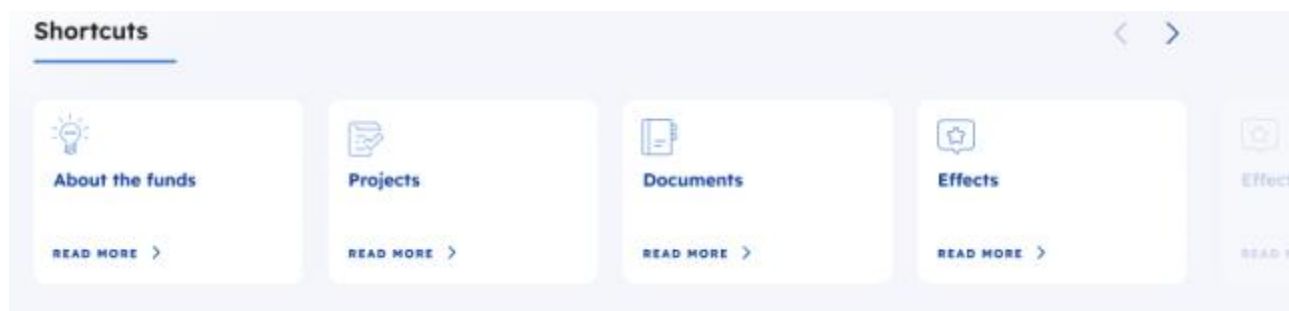 Shortcuts
About the funds
Projects
Documents
Effects
READ MORE
READ MORE
READ MORE
READ MORE